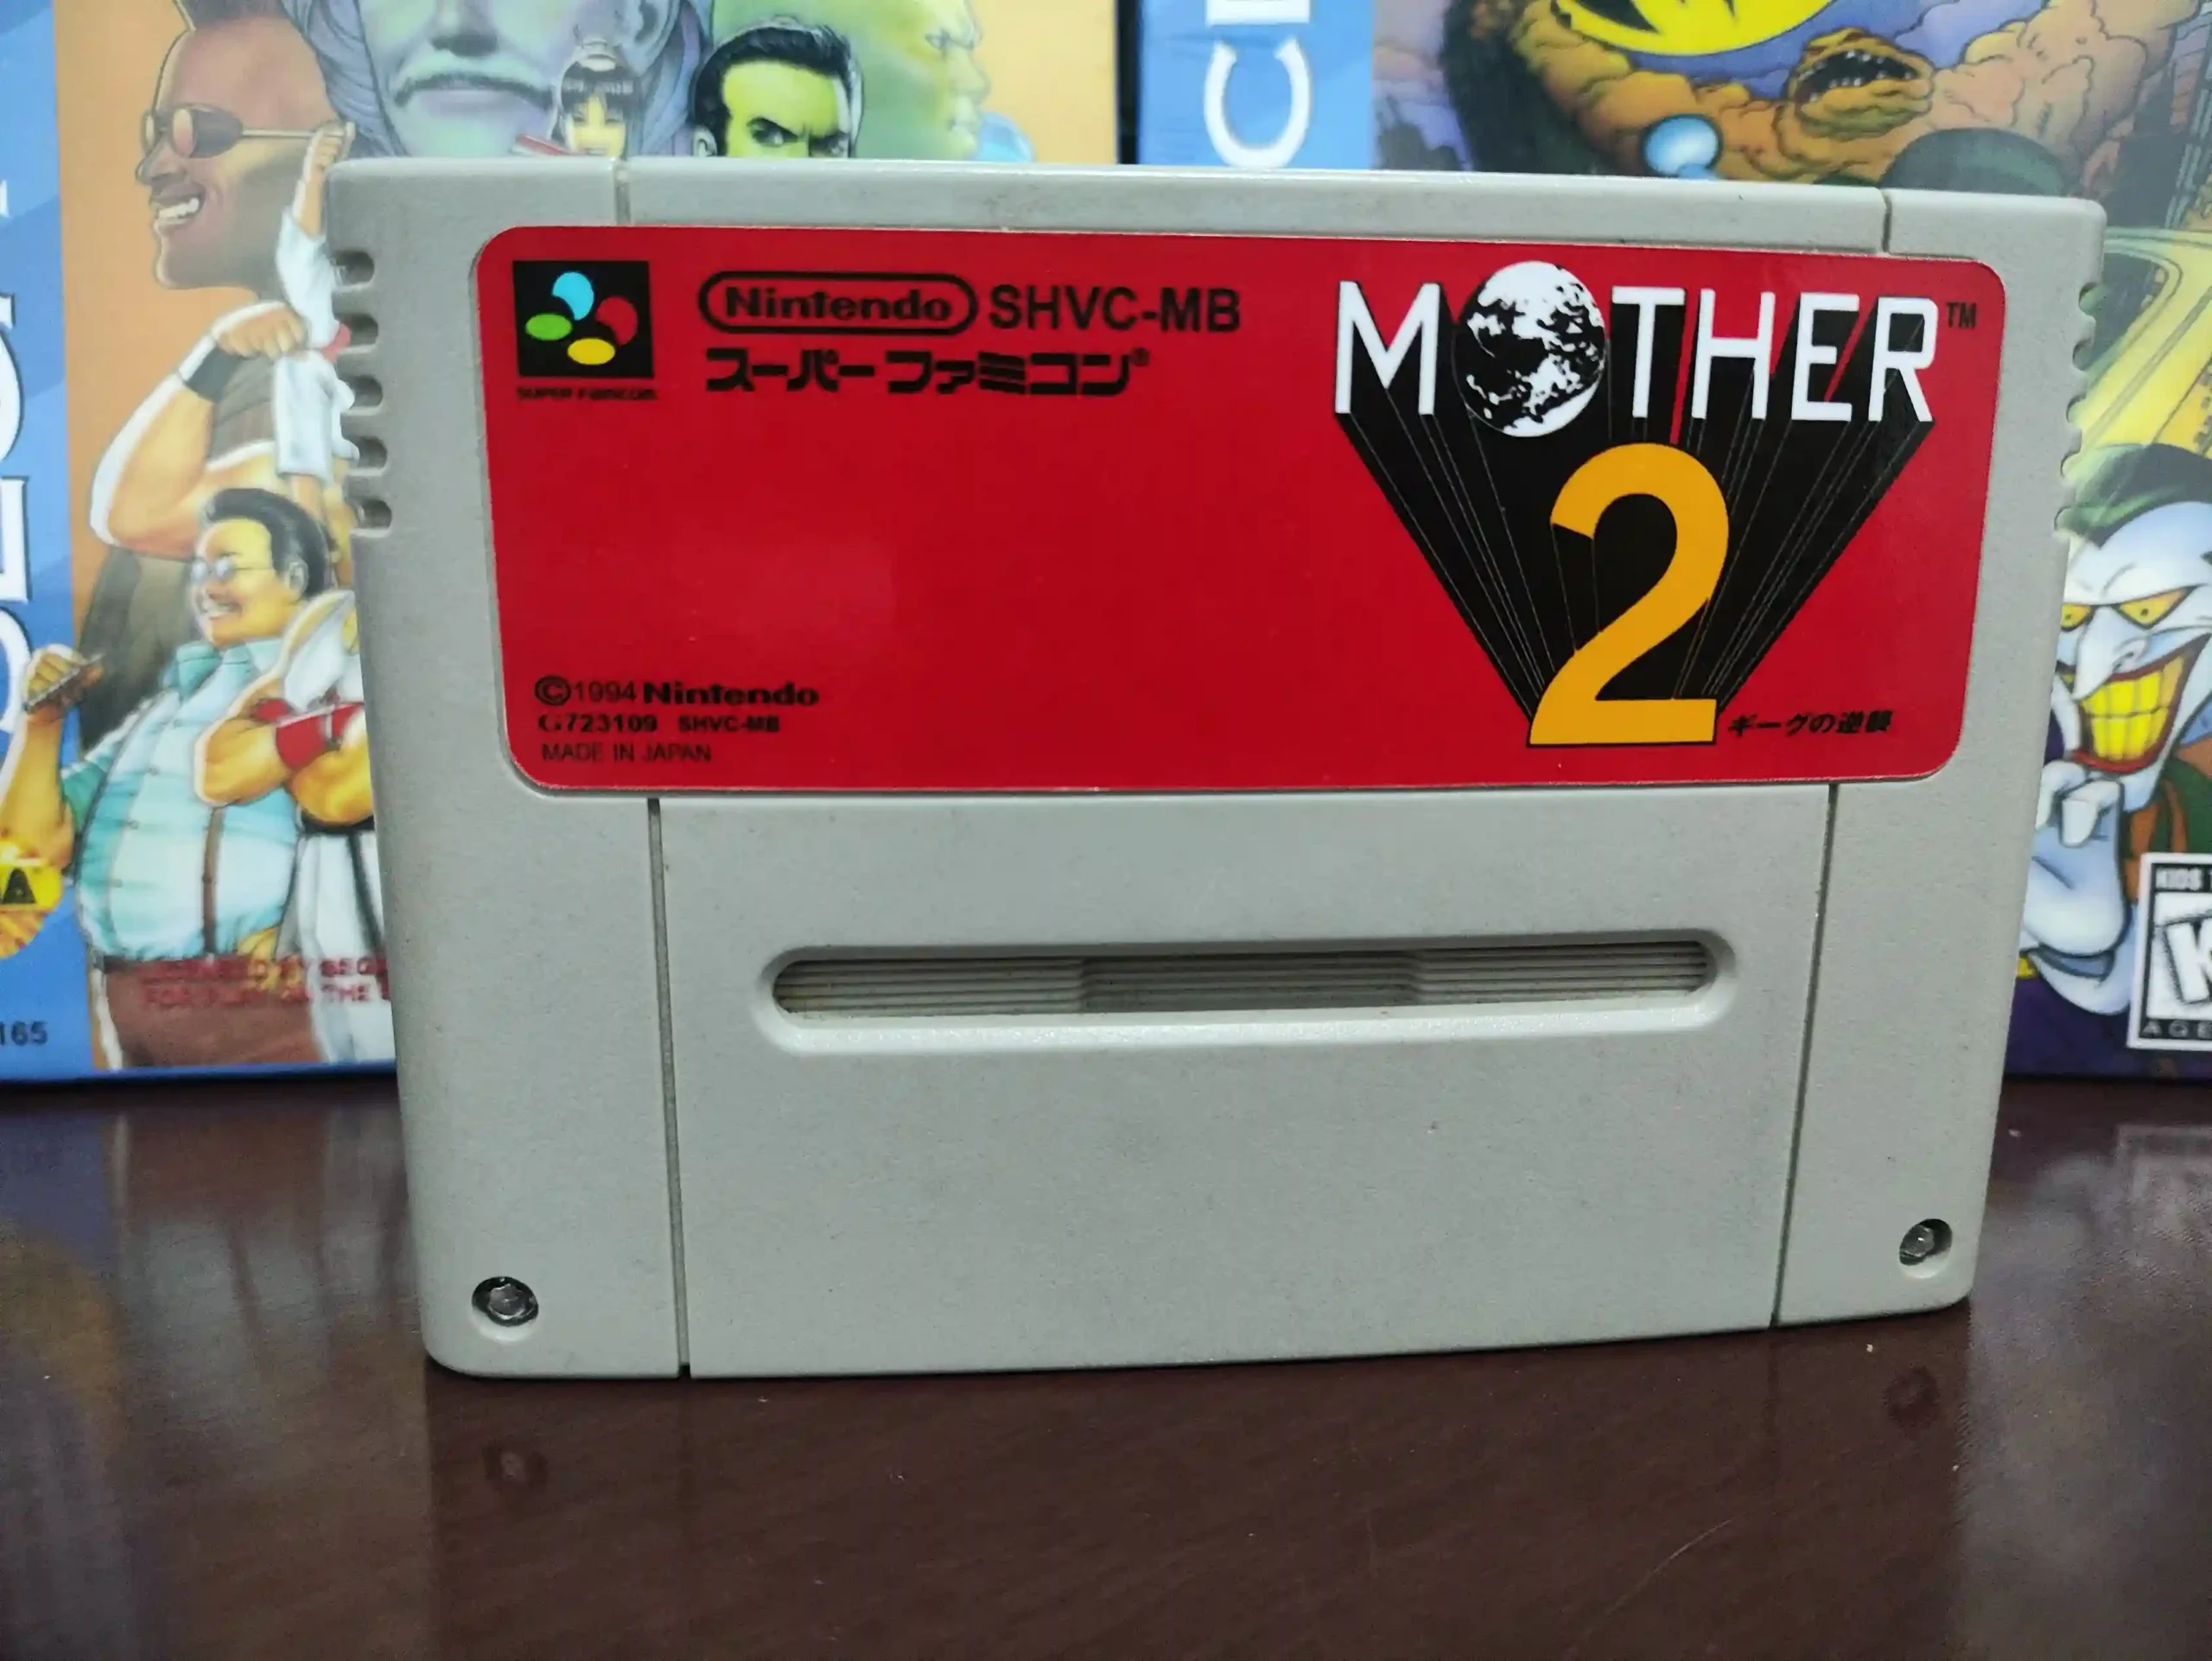 SUPER FAMICOM
Nintendo SHVC-MB
スーパーファミコン®
MOTHER™
2
ギーグの逆襲
©1994 Nintendo
G723109 SHVC-MB
MADE IN JAPAN
165
KIDS
K